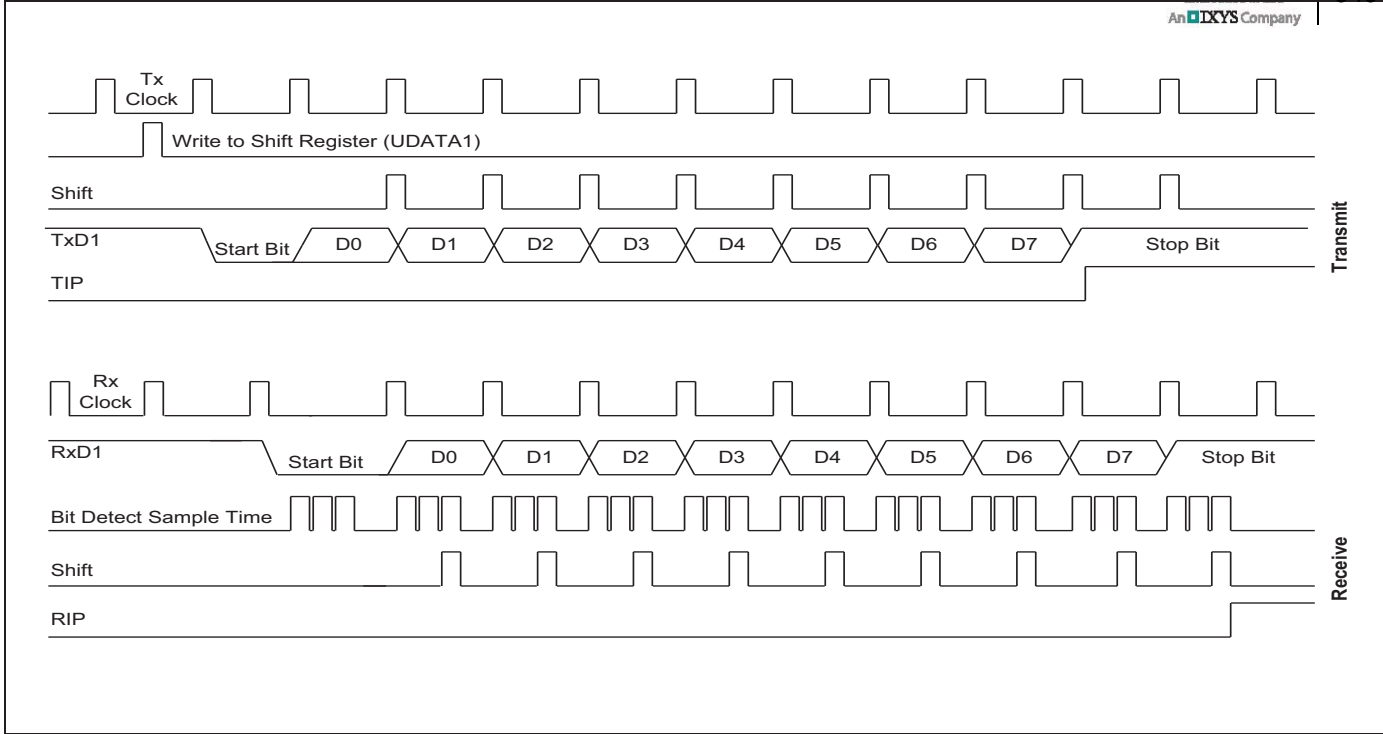 An IXYS Company
Tx
Clock
Write to Shift Register (UDATA1)
Shift
TxD1
Start Bit
D0
D1
D2
D3
D4
D5
D6
D7
Stop Bit
TIP
Transmit
Rx
Clock
RxD1
Start Bit
D0
D1
D2
D3
D4
D5
D6
D7
Stop Bit
Bit Detect Sample Time
Shift
RIP
Receive